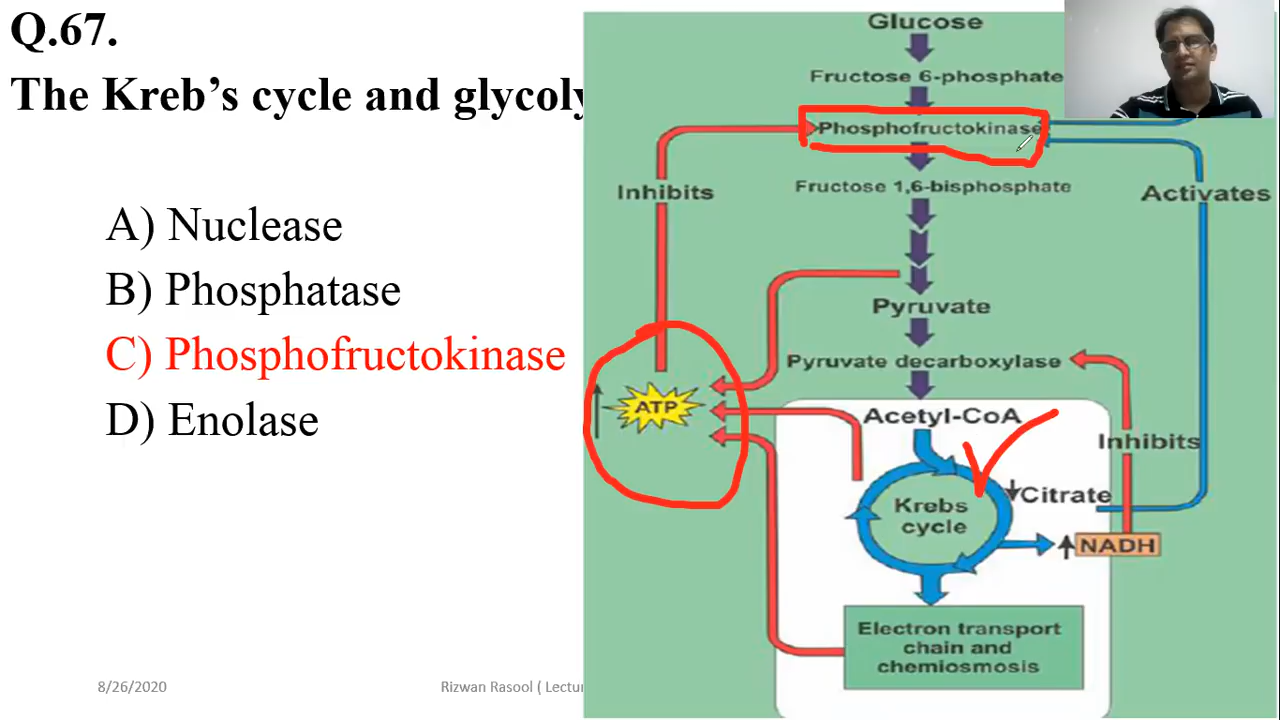 Q.67.
The Kreb's cycle and glycoly
A) Nuclease
B) Phosphatase
C) Phosphofructokinase
D) Enolase
8/26/2020
Rizwan Rasool ( Lectu
Glucose
Fructose 6-phosphate
Phosphofructokinase
Inhibits
Fructose 1,6-bisphosphate
Activates
Pyruvate
Pyruvate decarboxylase
ATP
Acetyl-CoA
Inhibits
Krebs
cycle
Citrate
NADH
Electron transport
chain and
chemiosmosis